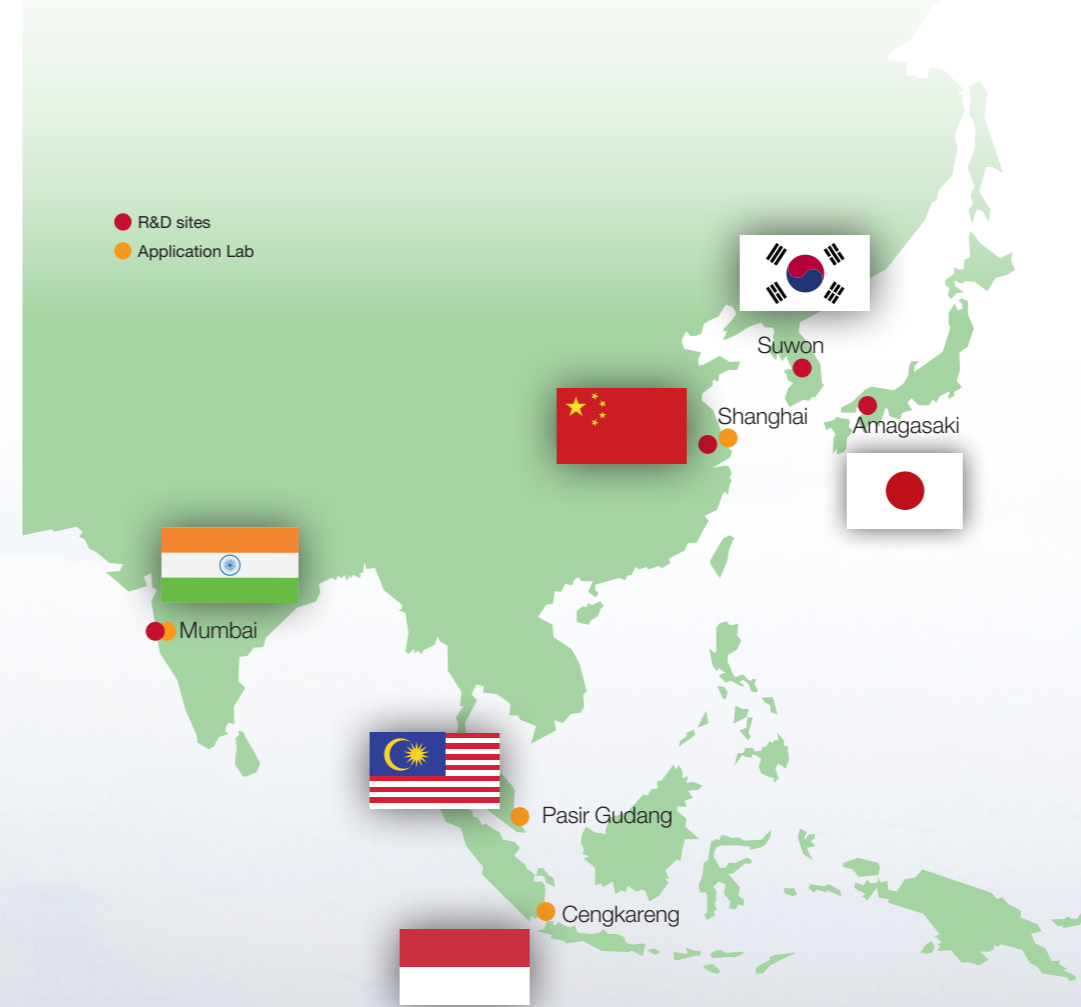 R&D sites
Application Lab
Suwon
Shanghai
Amagasaki
Mumbai
Pasir Gudang
Cengkareng